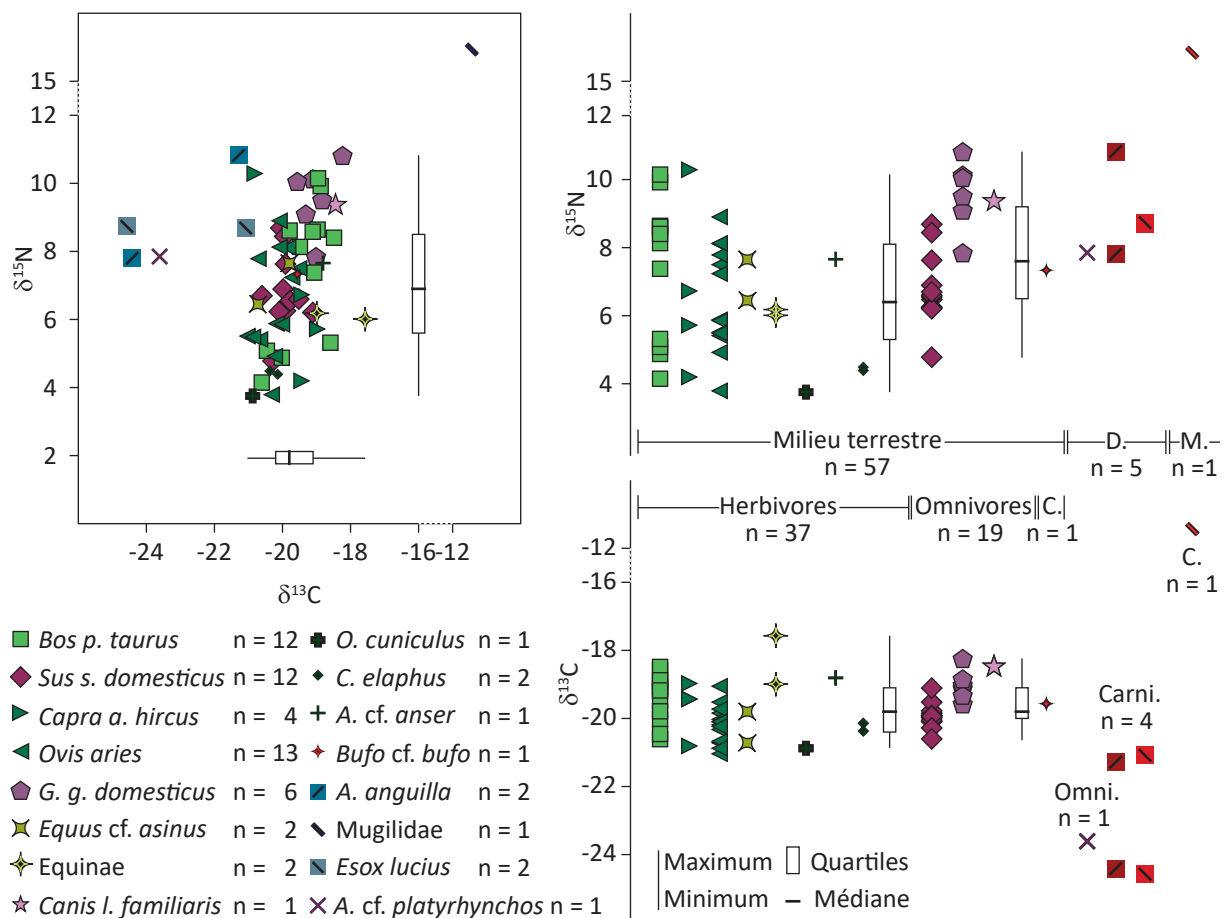 15
12
10
8
6
4
2
δ15N
-24 -22 -20 -18 -16 -12
δ13C
15
12
10
8
6
4
δ15N
Milieu terrestre
n = 57
D.
n = 5
M.
n =1
Herbivores
n = 37
Omnivores
n = 19
C.
n = 1
-12
-16
-18
-20
-22
-24
δ13C
C.
n = 1
Carni.
n = 4
Omni.
n = 1
Maximum
Minimum
Quartiles
Médiane
Bos p. taurus n = 12
Sus s. domesticus n = 12
Capra a. hircus n = 4
Ovis aries n = 13
G. g. domesticus n = 6
Equus cf. asinus n = 2
Equinae n = 2
Canis l. familiaris n = 1
O. cuniculus n = 1
C. elaphus n = 2
A. cf. anser n = 1
Bufo cf. bufo n = 1
A. anguilla n = 2
Mugilidae n = 1
Esox lucius n = 2
A. cf. platyrhynchos n = 1